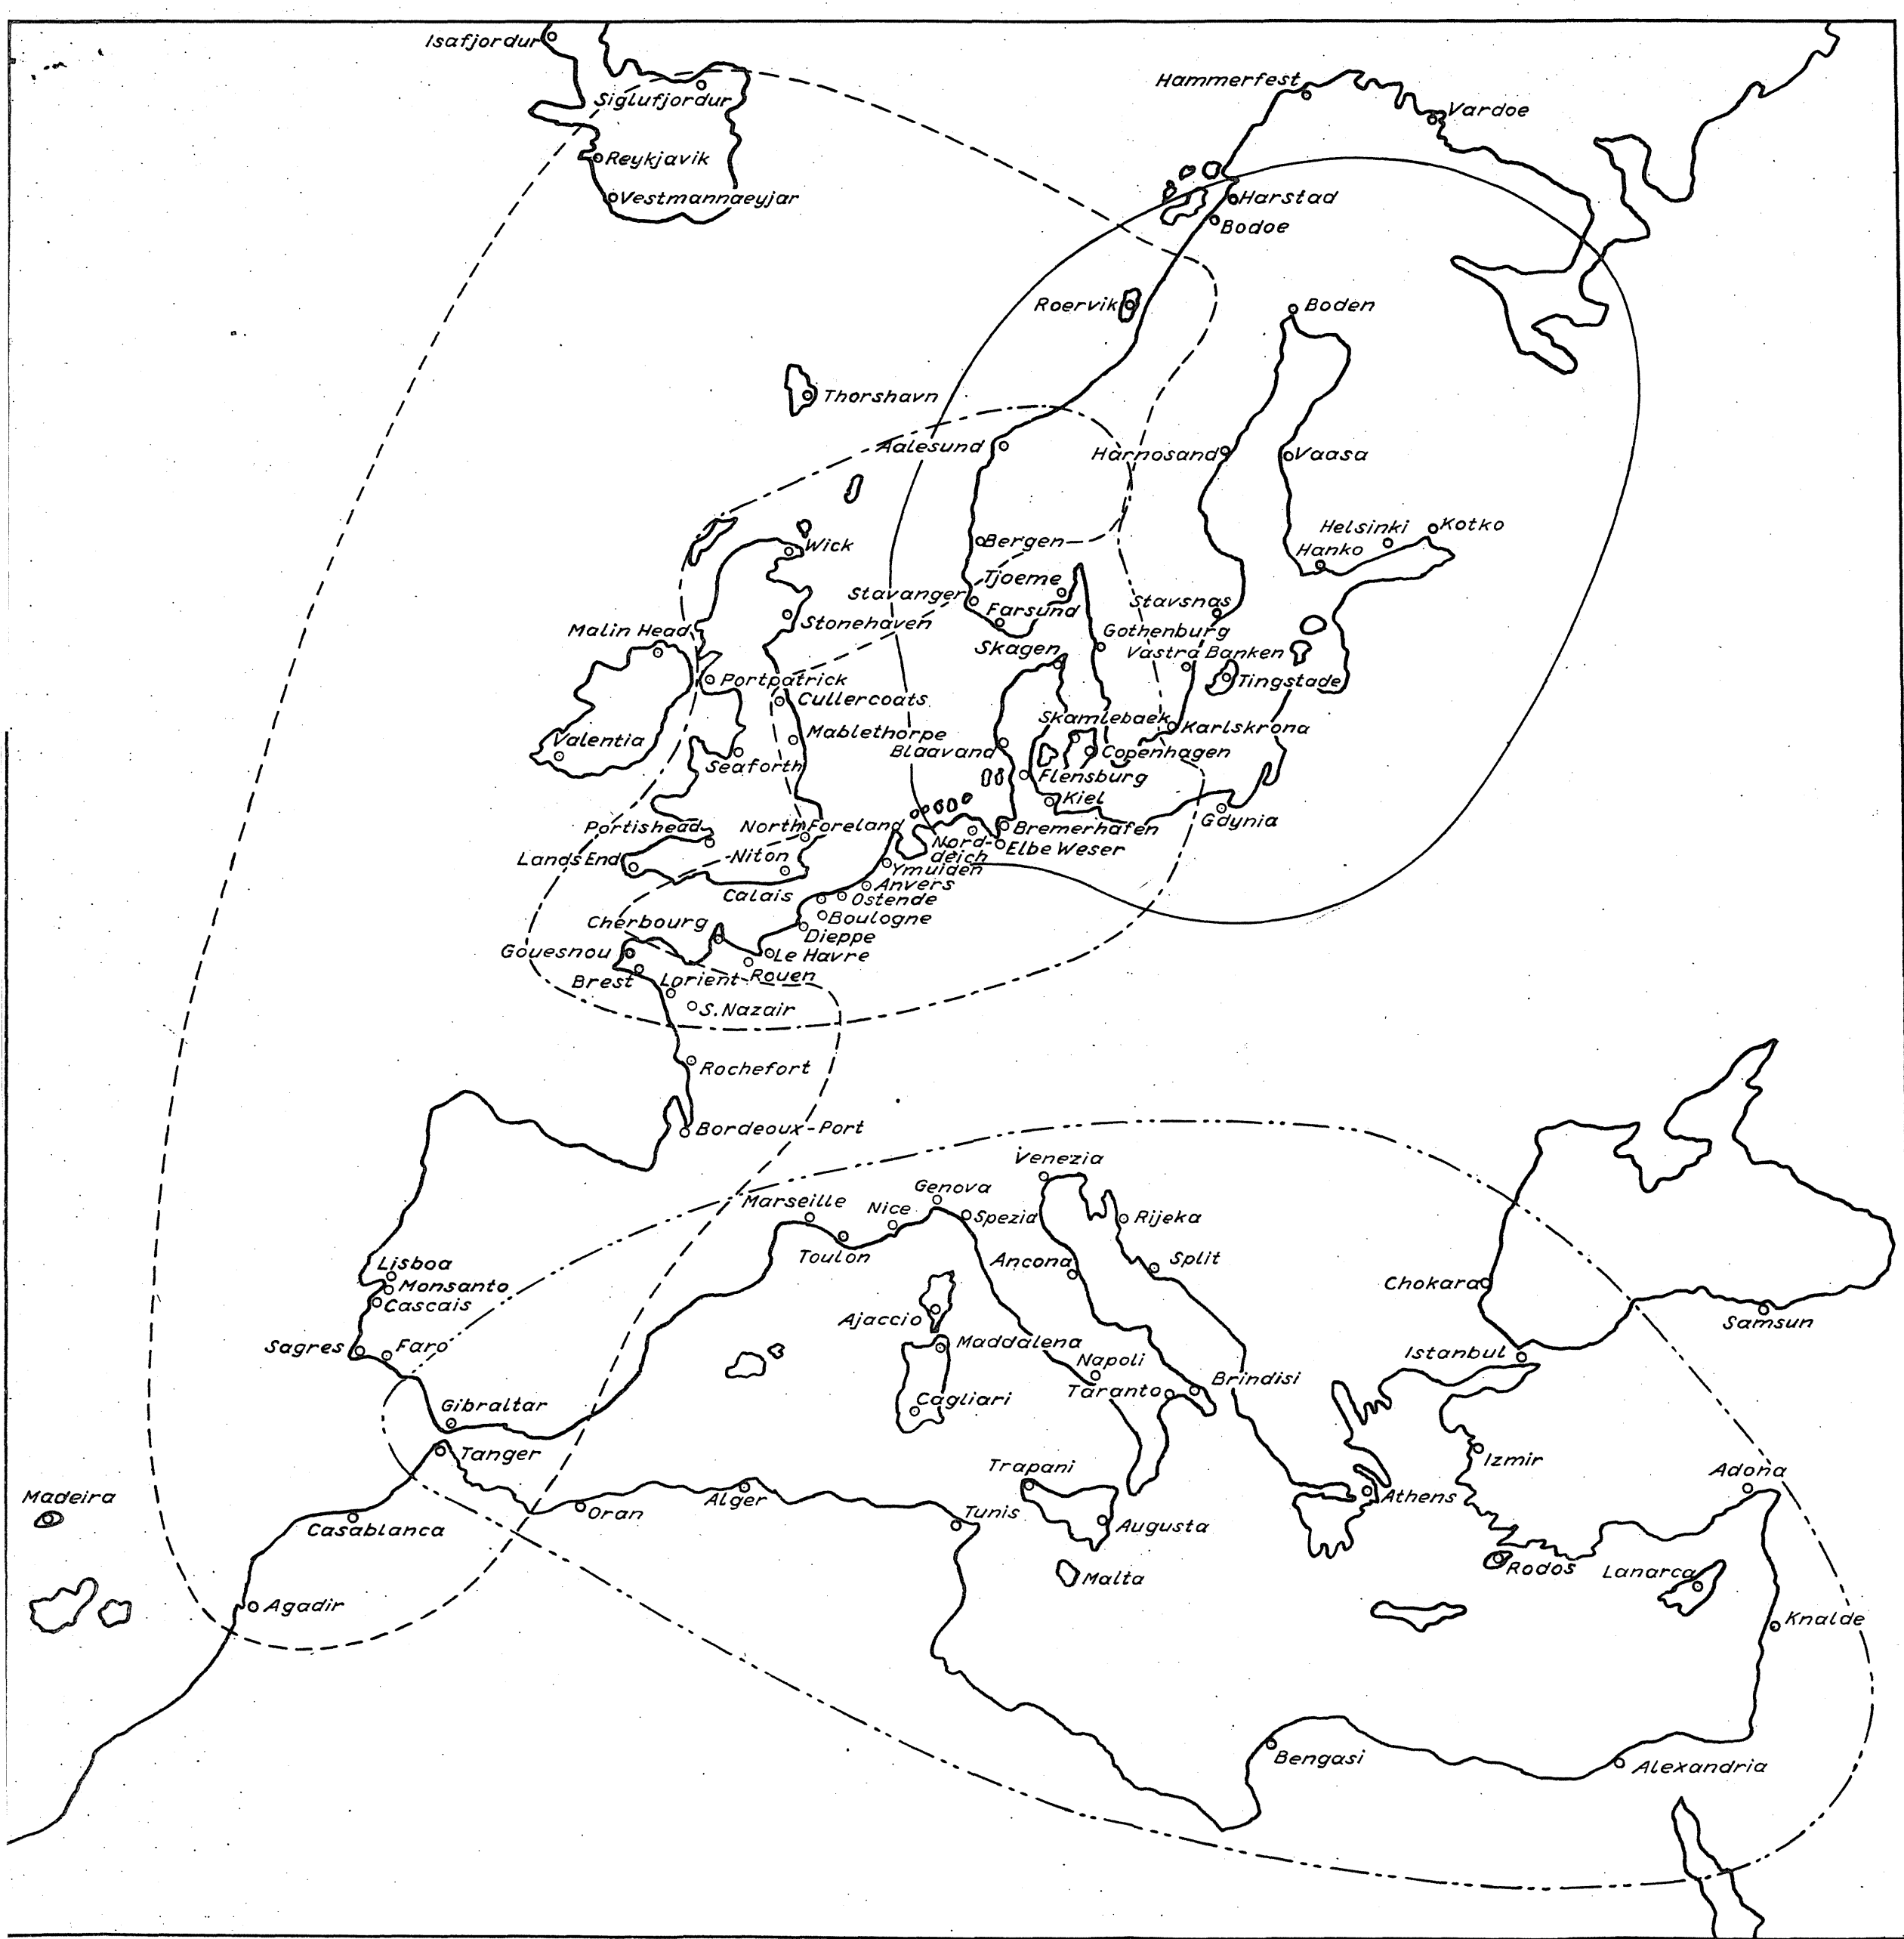 Isafjordur
Siglufjordur
Reykjavik
Vestmannaeyjar
Hammerfest
Vardoe
Harstad
Bodoe
Roervik
Boden
Thorshavn
Aalesund
Harnosand
Vaasa
Helsinki
Kotko
Hanko
Bergen
Wick
Tjoeme
Stavanger
Farsund
Stavsnas
Stonehaven
Malin Head
Gothenburg
Skagen
Vastra Banken
Portpatrick
Tingstade
Cullercoats
Skamlebaek
Karlskrona
Mablethorpe
Valentia
Blaavand
Copenhagen
Seaforth
Flensburg
Kiel
Gdynia
Portishead
North Foreland
Bremerhafen
Nord-
deich
Elbe Weser
Lands End
Niton
Ymuiden
Anvers
Calais
Ostende
Boulogne
Cherbourg
Dieppe
Gouesnou
Le Havre
Brest
Lorient
Rouen
S. Nazair
Rochefort
Bordeoux-Port
Venezia
Genova
Marseille
Nice
Spezia
Rijeka
Toulon
Ancona
Split
Lisboa
Monsanto
Cascais
Chokara
Ajaccio
Samsun
Sagres
Faro
Maddalena
Istanbul
Napoli
Taranto
Brindisi
Cagliari
Gibraltar
Tanger
Izmir
Trapani
Adona
Madeira
Alger
Athens
Oran
Tunis
Casablanca
Augusta
Malta
Rodos
Lanarca
Agadir
Knalde
Bengasi
Alexandria